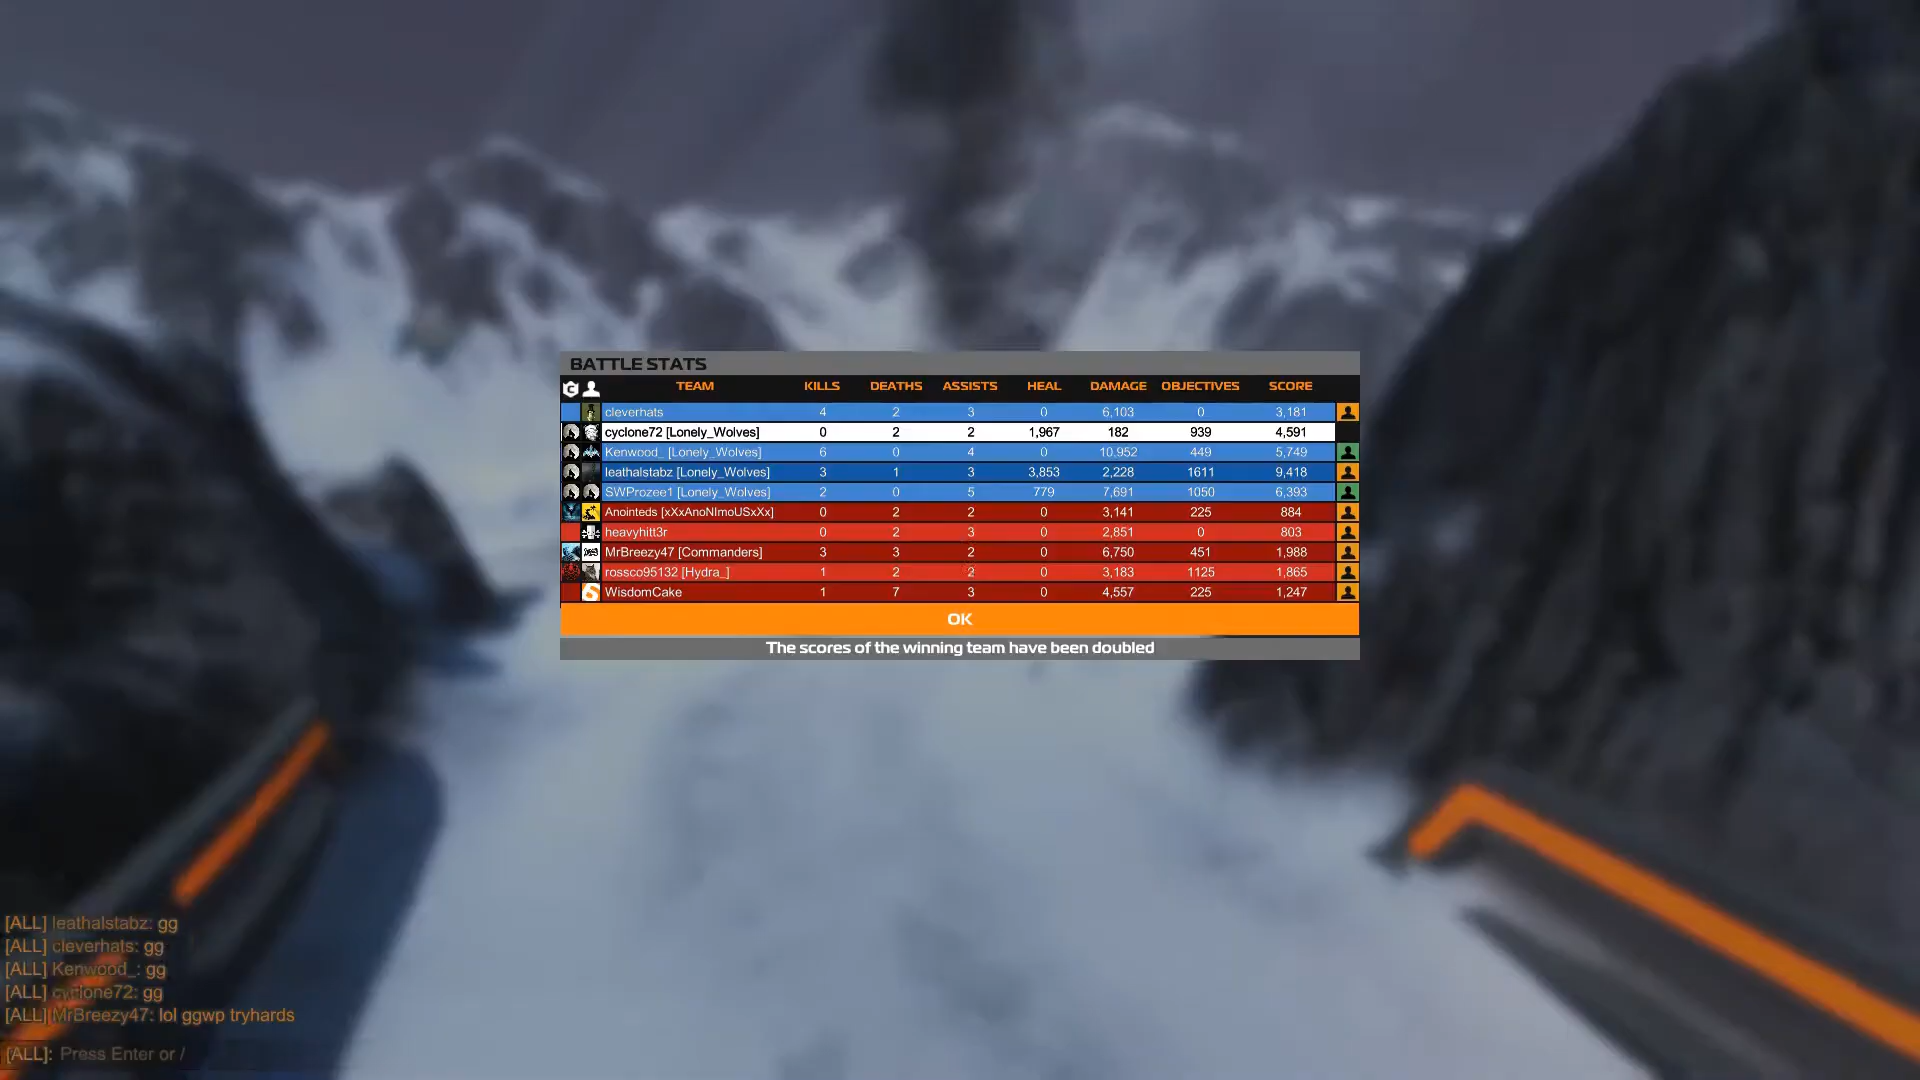 BATTLE STATS
TEAM KILLS DEATHS ASSISTS HEAL DAMAGE OBJECTIVES SCORE
cleverhats 4 2 3 0 6,103 0 3,181
cyclone72 [Lonely_Wolves] 0 2 2 1,967 182 939 4,591
Kenwood_ [Lonely_Wolves] 6 0 4 0 10,952 449 5,749
leathalstabz [Lonely_Wolves] 3 1 3 3,853 2,228 1611 9,418
SWProzee1 [Lonely_Wolves] 2 0 5 779 7,691 1050 6,393
Anointeds [xXxAnoNImoUSxXx] 0 2 2 0 3,141 225 884
heavyhitt3r 0 2 3 0 2,851 0 803
MrBreezy47 [Commanders] 3 3 2 0 6,750 451 1,988
rossco95132 [Hydra_] 1 2 2 0 3,183 1125 1,865
WisdomCake 1 7 3 0 4,557 225 1,247
OK
The scores of the winning team have been doubled
[ALL] leathalstabz: gg
[ALL] cleverhats: gg
[ALL] Kenwood_: gg
[ALL] cyclone72: gg
[ALL] MrBreezy47: lol ggwp tryhards
[ALL]: Press Enter or /